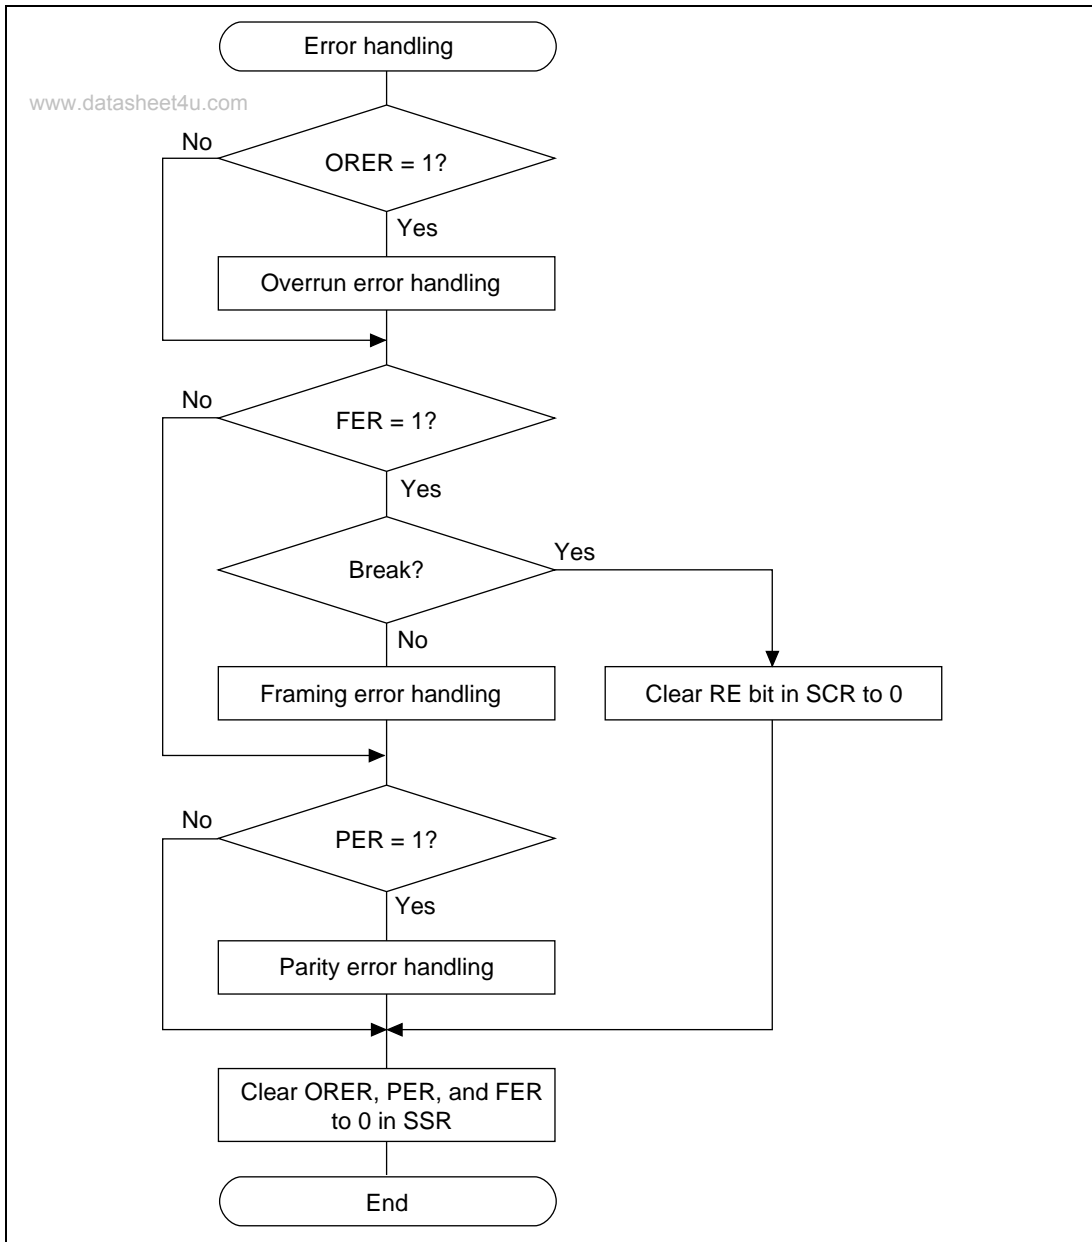 Error handling
www.datasheet4u.com
No
ORER = 1?
Yes
Overrun error handling
No
FER = 1?
Yes
Break?
Yes
No
Framing error handling
Clear RE bit in SCR to 0
No
PER = 1?
Yes
Parity error handling
Clear ORER, PER, and FER
to 0 in SSR
End